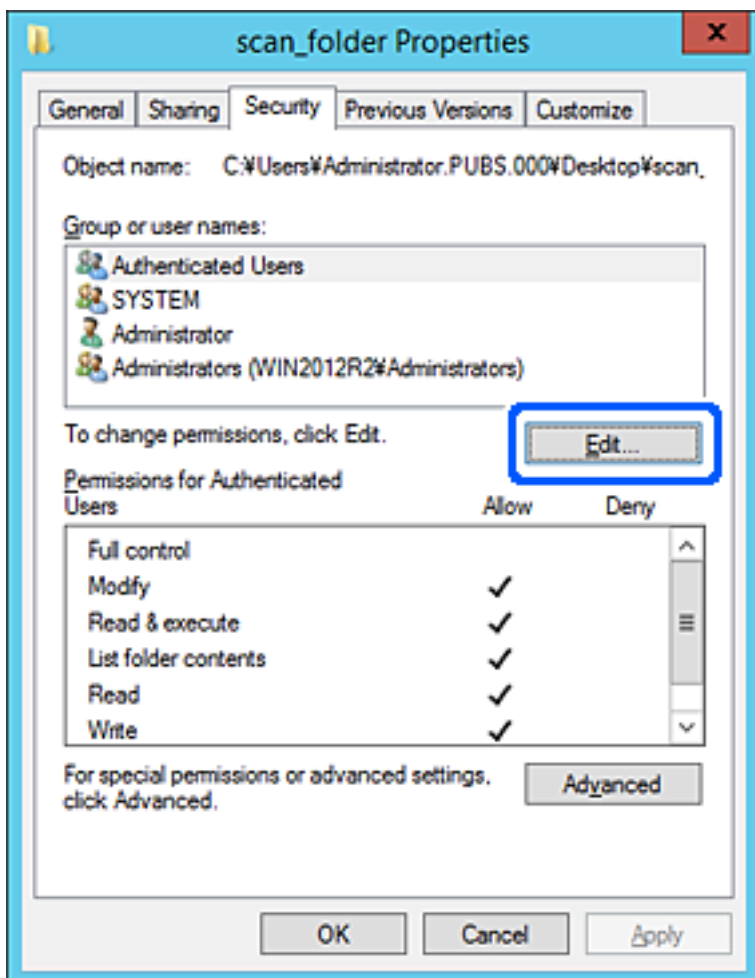 scan_folder Properties
x
General Sharing Security Previous Versions Customize
Object name: C:¥Users¥Administrator.PUBS.000¥Desktop¥scan_
Group or user names:
Authenticated Users
SYSTEM
Administrator
Administrators (WIN2012R2¥Administrators)
To change permissions, click Edit.
Edit...
Permissions for Authenticated
Users Allow Deny
Full control
Modify
Read & execute
List folder contents
Read
Write
For special permissions or advanced settings,
click Advanced.
Advanced
OK Cancel Apply